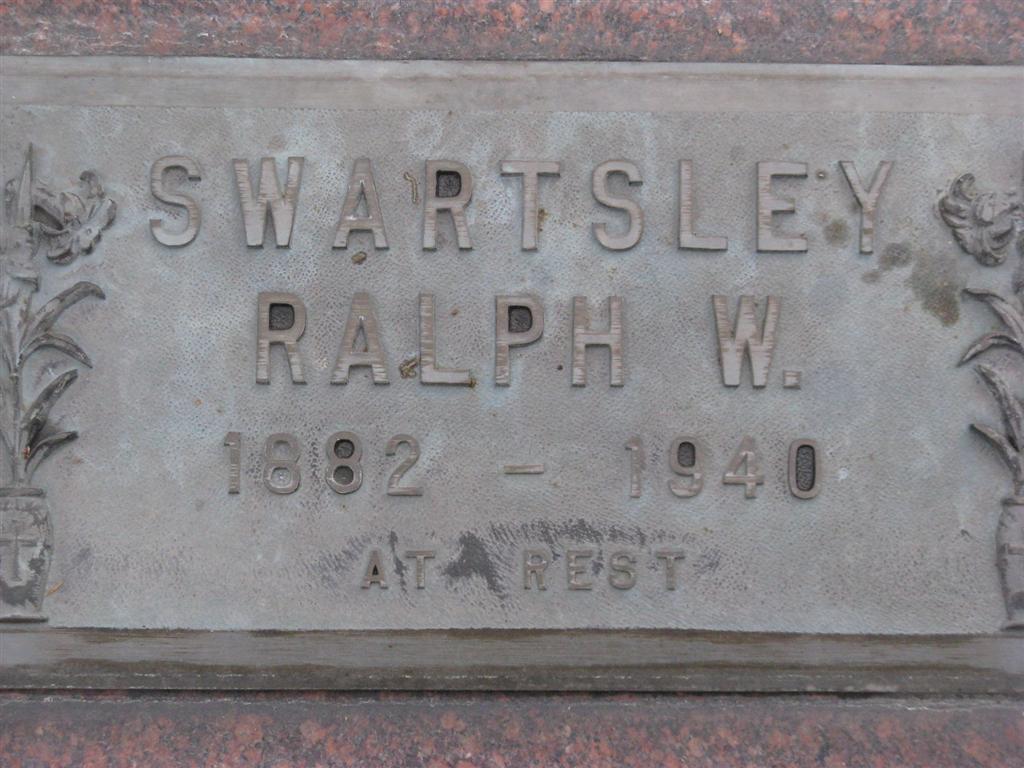 SWARTSLEY
RALPH W.
1882 - 1940
AT REST